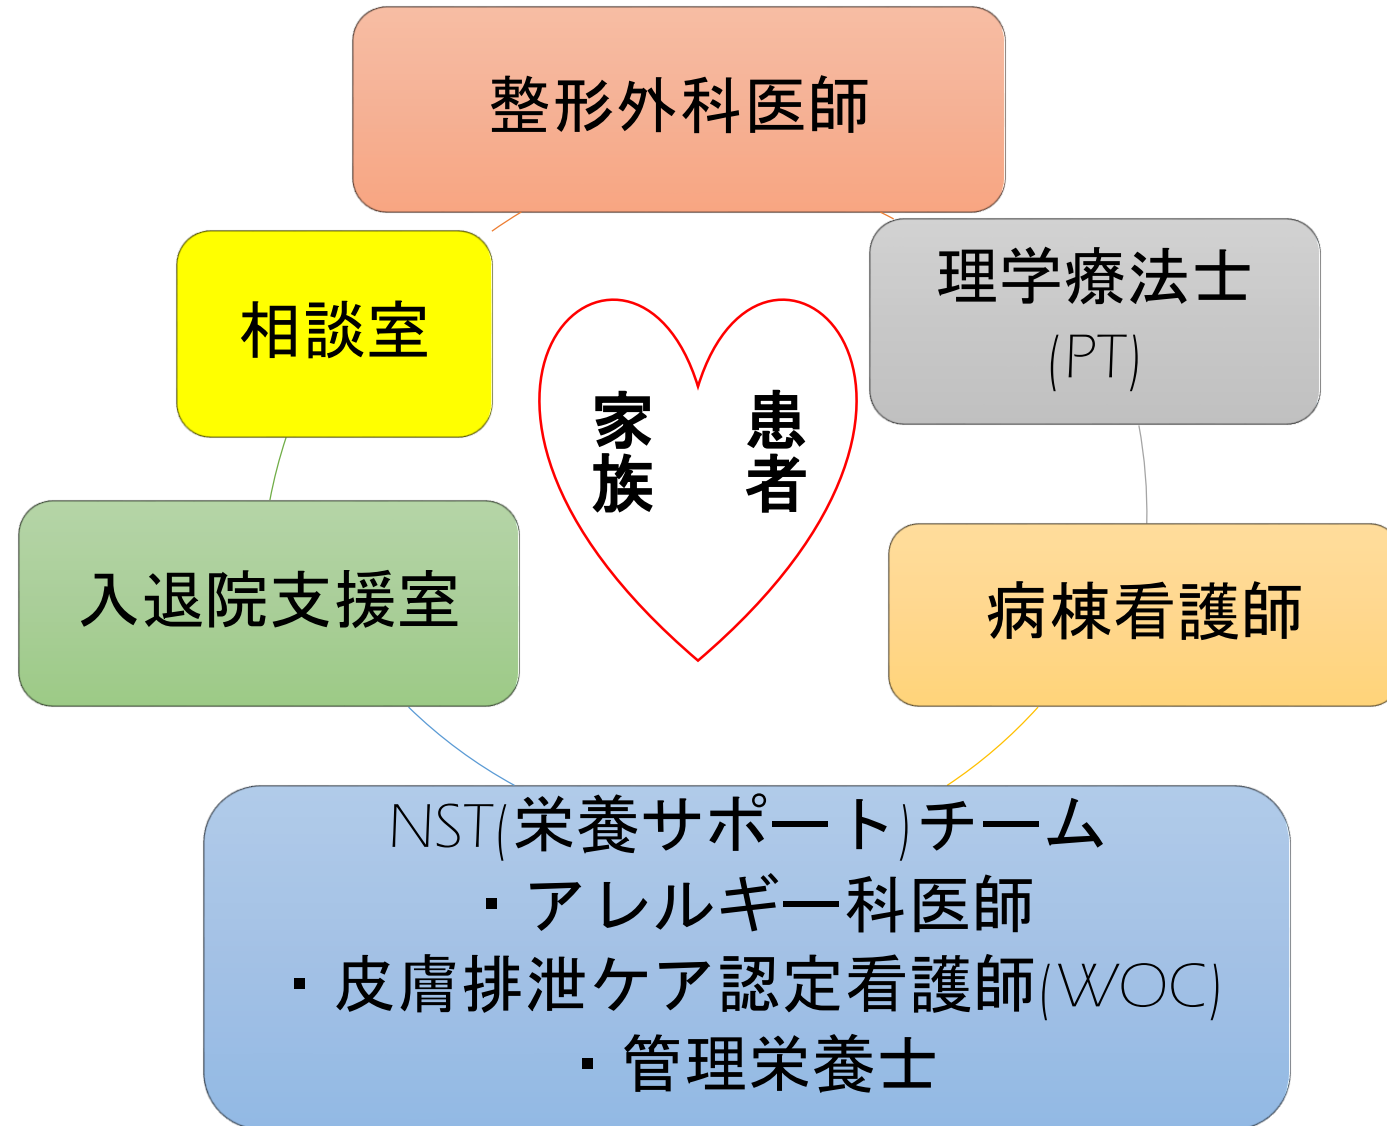 整形外科医師
相談室
理学療法士
(PT)
患者
家族
入退院支援室
病棟看護師
NST(栄養サポート)チーム
・アレルギー科医師
・皮膚排泄ケア認定看護師(WOC)
・管理栄養士